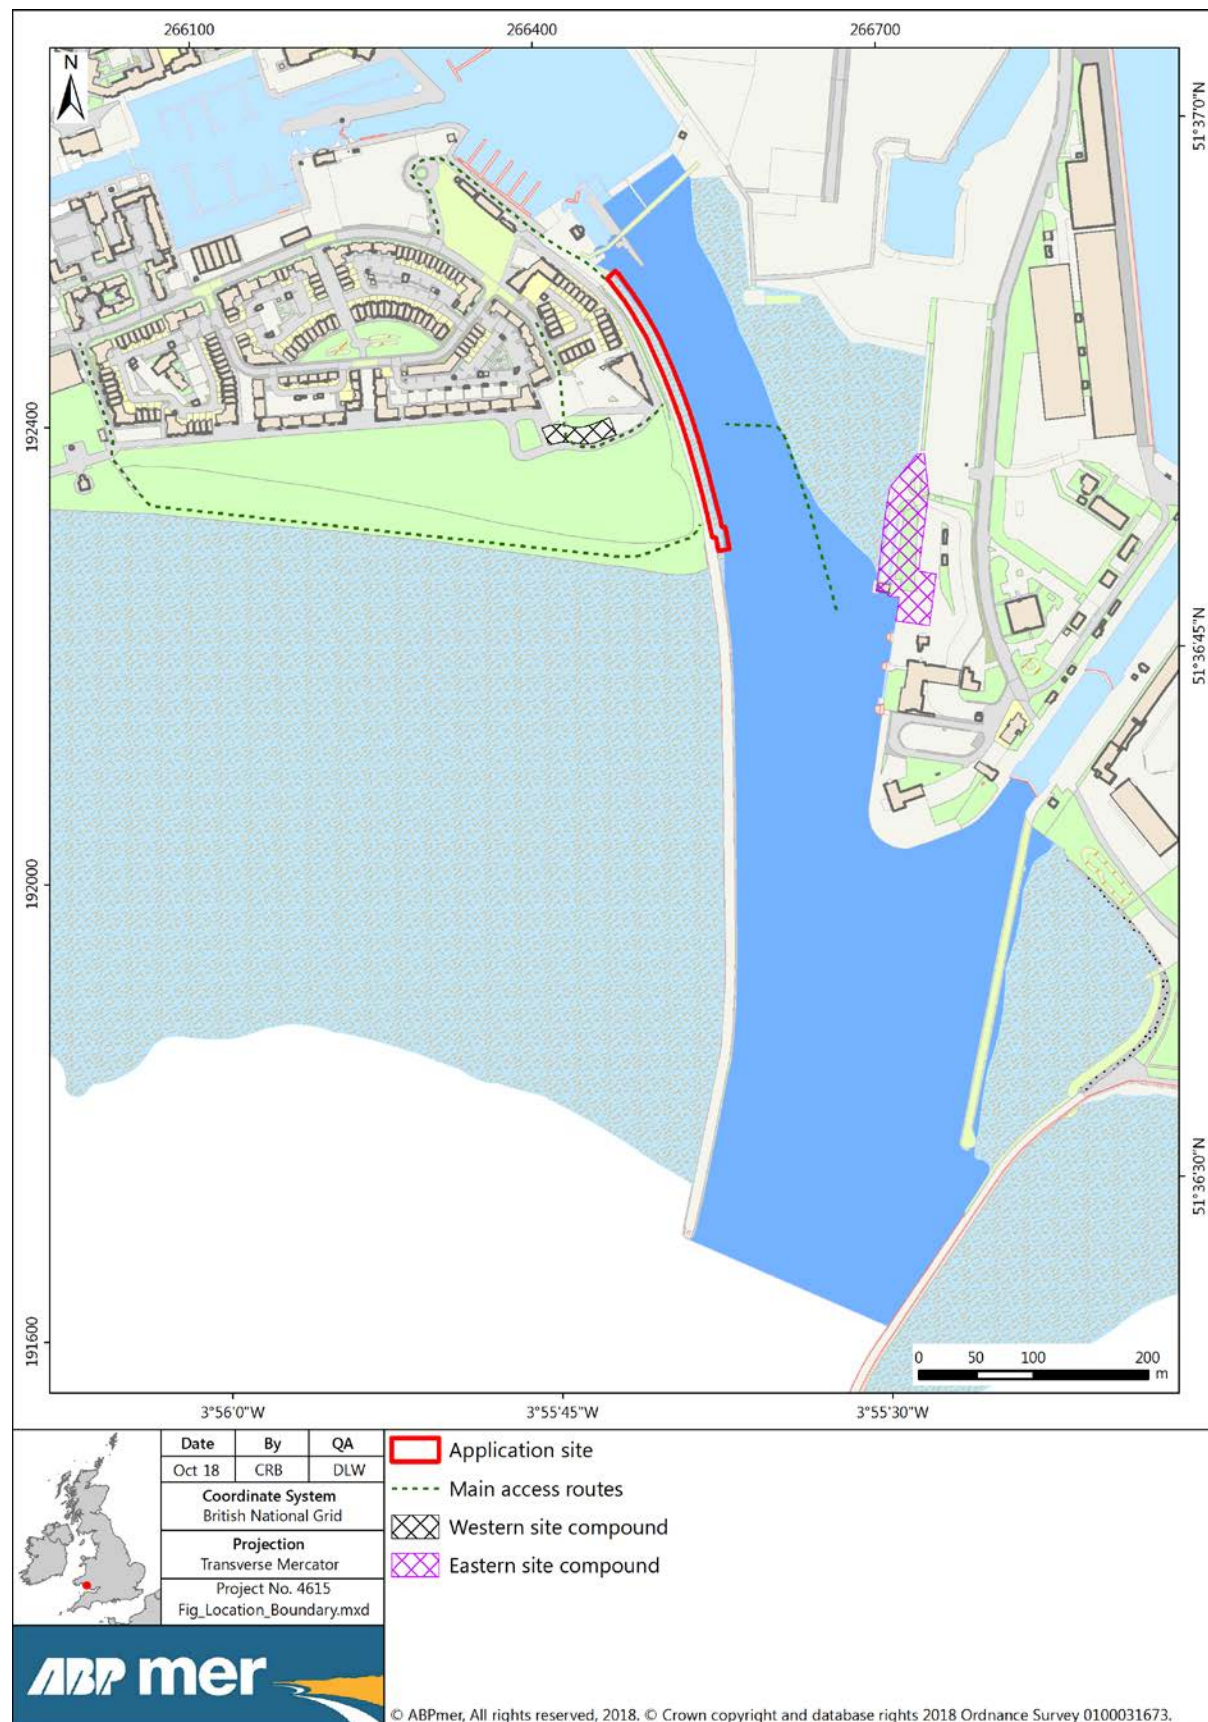 266100
266400
266700
N
51°37'0"N
192400
51°36'45"N
192000
51°36'30"N
191600
0 50 100 200
m
3°56'0"W
3°55'45"W
3°55'30"W
Date By QA
Oct 18 CRB DLW
Coordinate System
British National Grid
Projection
Transverse Mercator
Project No. 4615
Fig_Location_Boundary.mxd
ABP mer
Application site
Main access routes
Western site compound
Eastern site compound
© ABPmer, All rights reserved, 2018. © Crown copyright and database rights 2018 Ordnance Survey 0100031673.